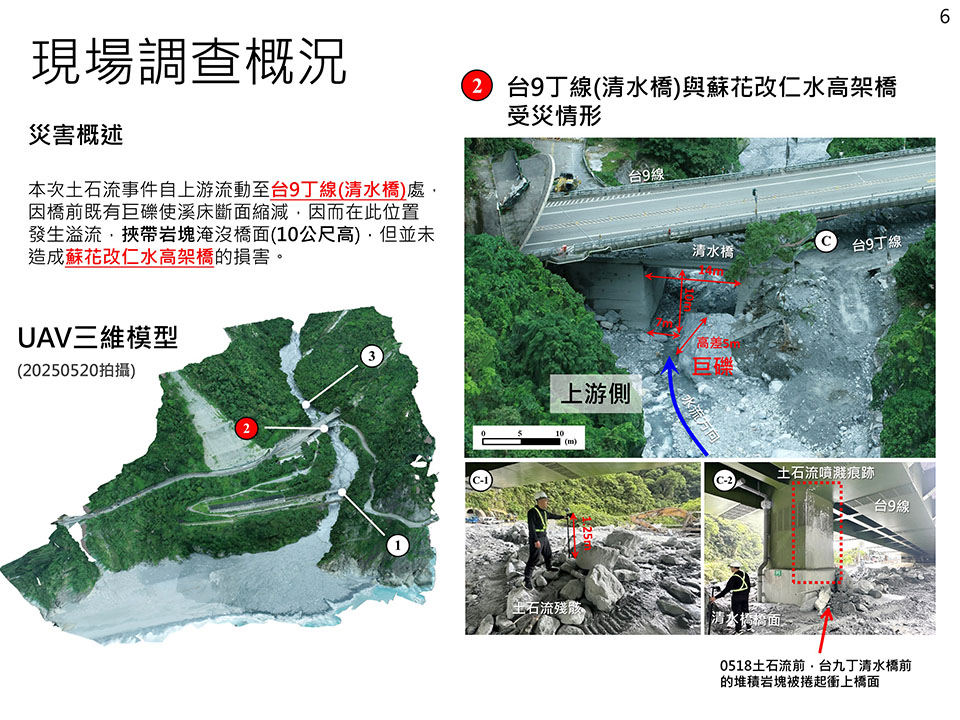 6
現場調查概況
災害概述
本次土石流事件自上游流動至台9丁線(清水橋)處，
因橋前既有巨礫使溪床斷面縮減，因而在此位置
發生溢流，挾帶岩塊淹沒橋面(10公尺高)，但並未
造成蘇花改仁水高架橋的損害。
UAV三維模型
(20250520拍攝)
3
2
1
2 台9丁線(清水橋)與蘇花改仁水高架橋
受災情形
台9線
C
台9丁線
清水橋
14m
10m
7m
高差5m
巨礫
上游側
水流方向
0 5 10
(m)
C-1
1.25m
土石流殘骸
C-2
土石流噴濺痕跡
台9線
清水橋橋面
0518土石流前，台九丁清水橋前
的堆積岩塊被捲起衝上橋面